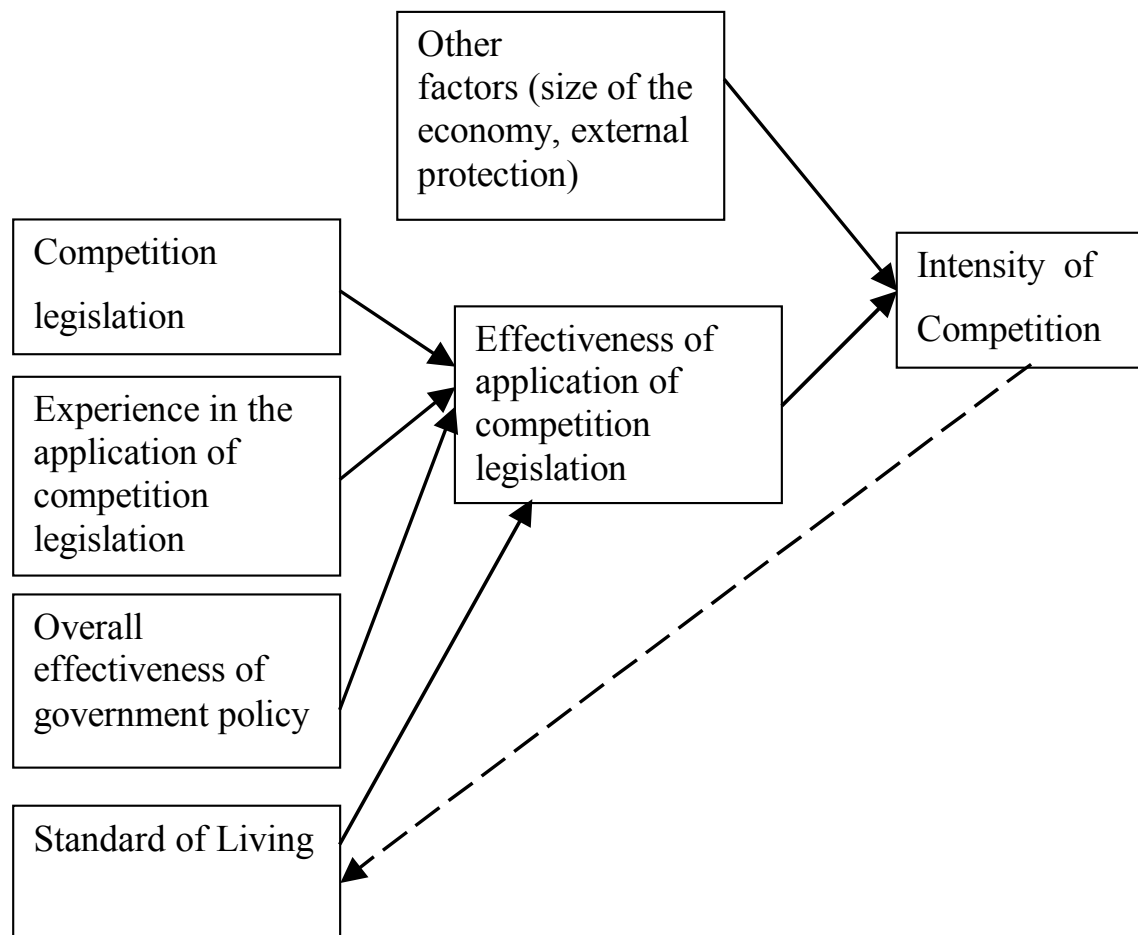 Other
factors (size of the
economy, external
protection)
Competition
legislation
Intensity of
Competition
Effectiveness of
application of
competition
legislation
Experience in the
application of
competition
legislation
Overall
effectiveness of
government policy
Standard of Living